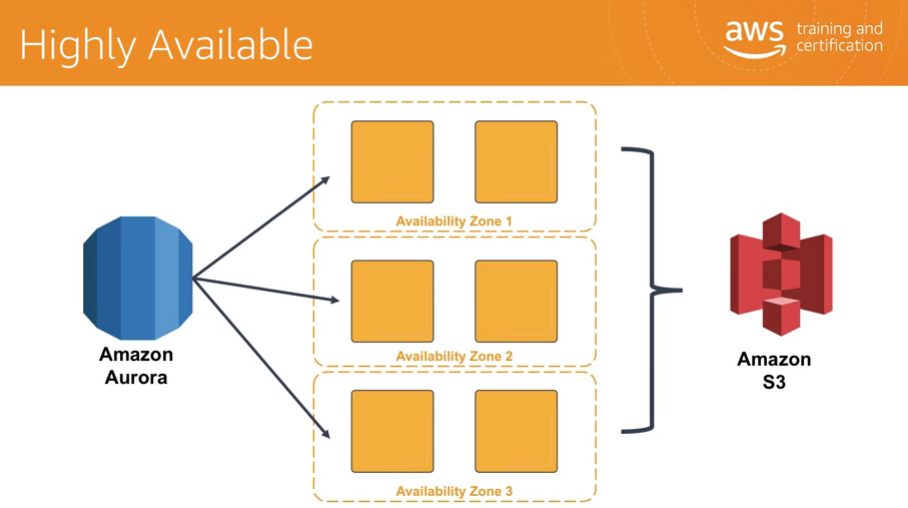 Highly Available
aws
training and
certification
Availability Zone 1
Availability Zone 2
Availability Zone 3
Amazon
Aurora
Amazon
S3